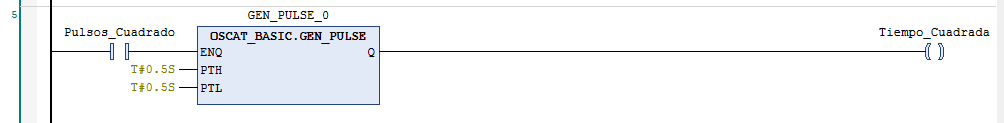 5
GEN_PULSE_0
Pulsos_Cuadrado
OSCAT_BASIC.GEN_PULSE
Tiempo_Cuadrada
ENQ
Q
T#0.5S
PTH
T#0.5S
PTL